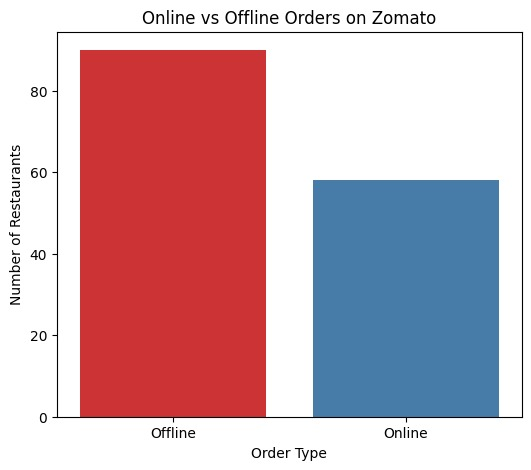 Online vs Offline Orders on Zomato
Number of Restaurants
80
60
40
20
0
Offline
Online
Order Type